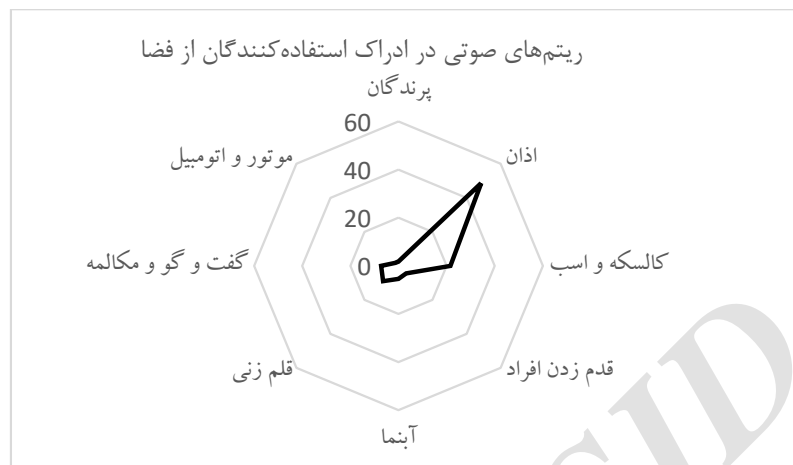 ریتم‌های صوتی در ادراک استفاده‌کنندگان از فضا
پرندگان
60
موتور و اتومبیل
اذان
40
20
گفت و گو و مکالمه
0
کالسکه و اسب
قلم زنی
قدم زدن افراد
آبنما
SID